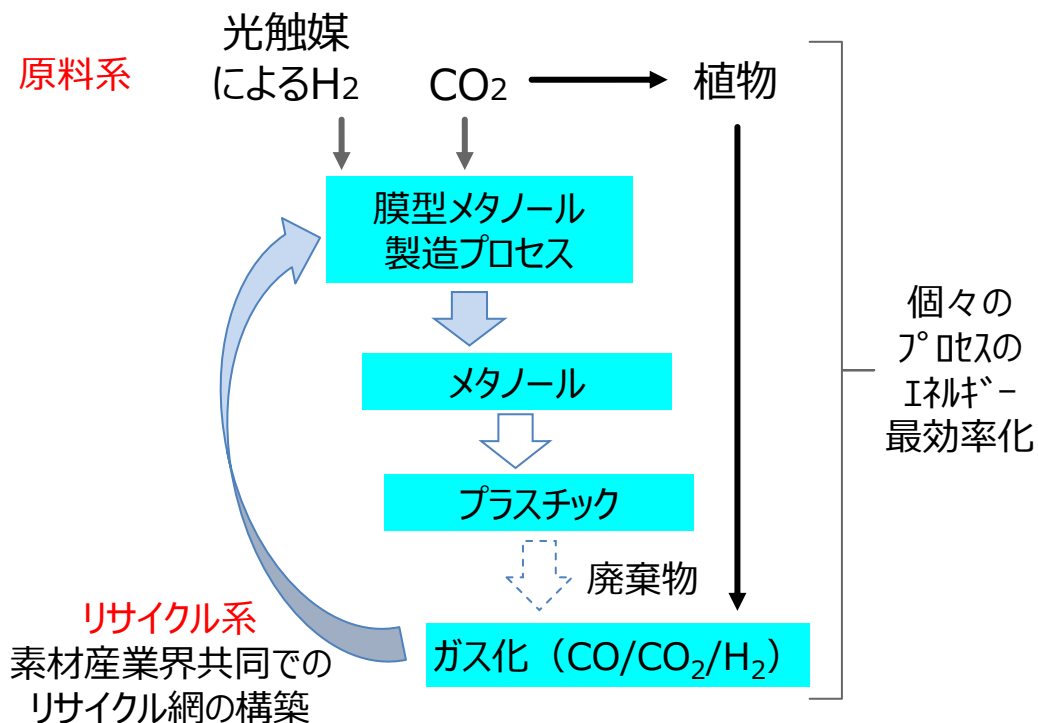 原料系
光触媒
によるH2
CO2
植物
膜型メタノール
製造プロセス
メタノール
プラスチック
廃棄物
ガス化（CO/CO₂/H₂）
リサイクル系
素材産業界共同での
リサイクル網の構築
個々の
ﾌﾟﾛｾｽの
ｴﾈﾙｷﾞｰ
最効率化